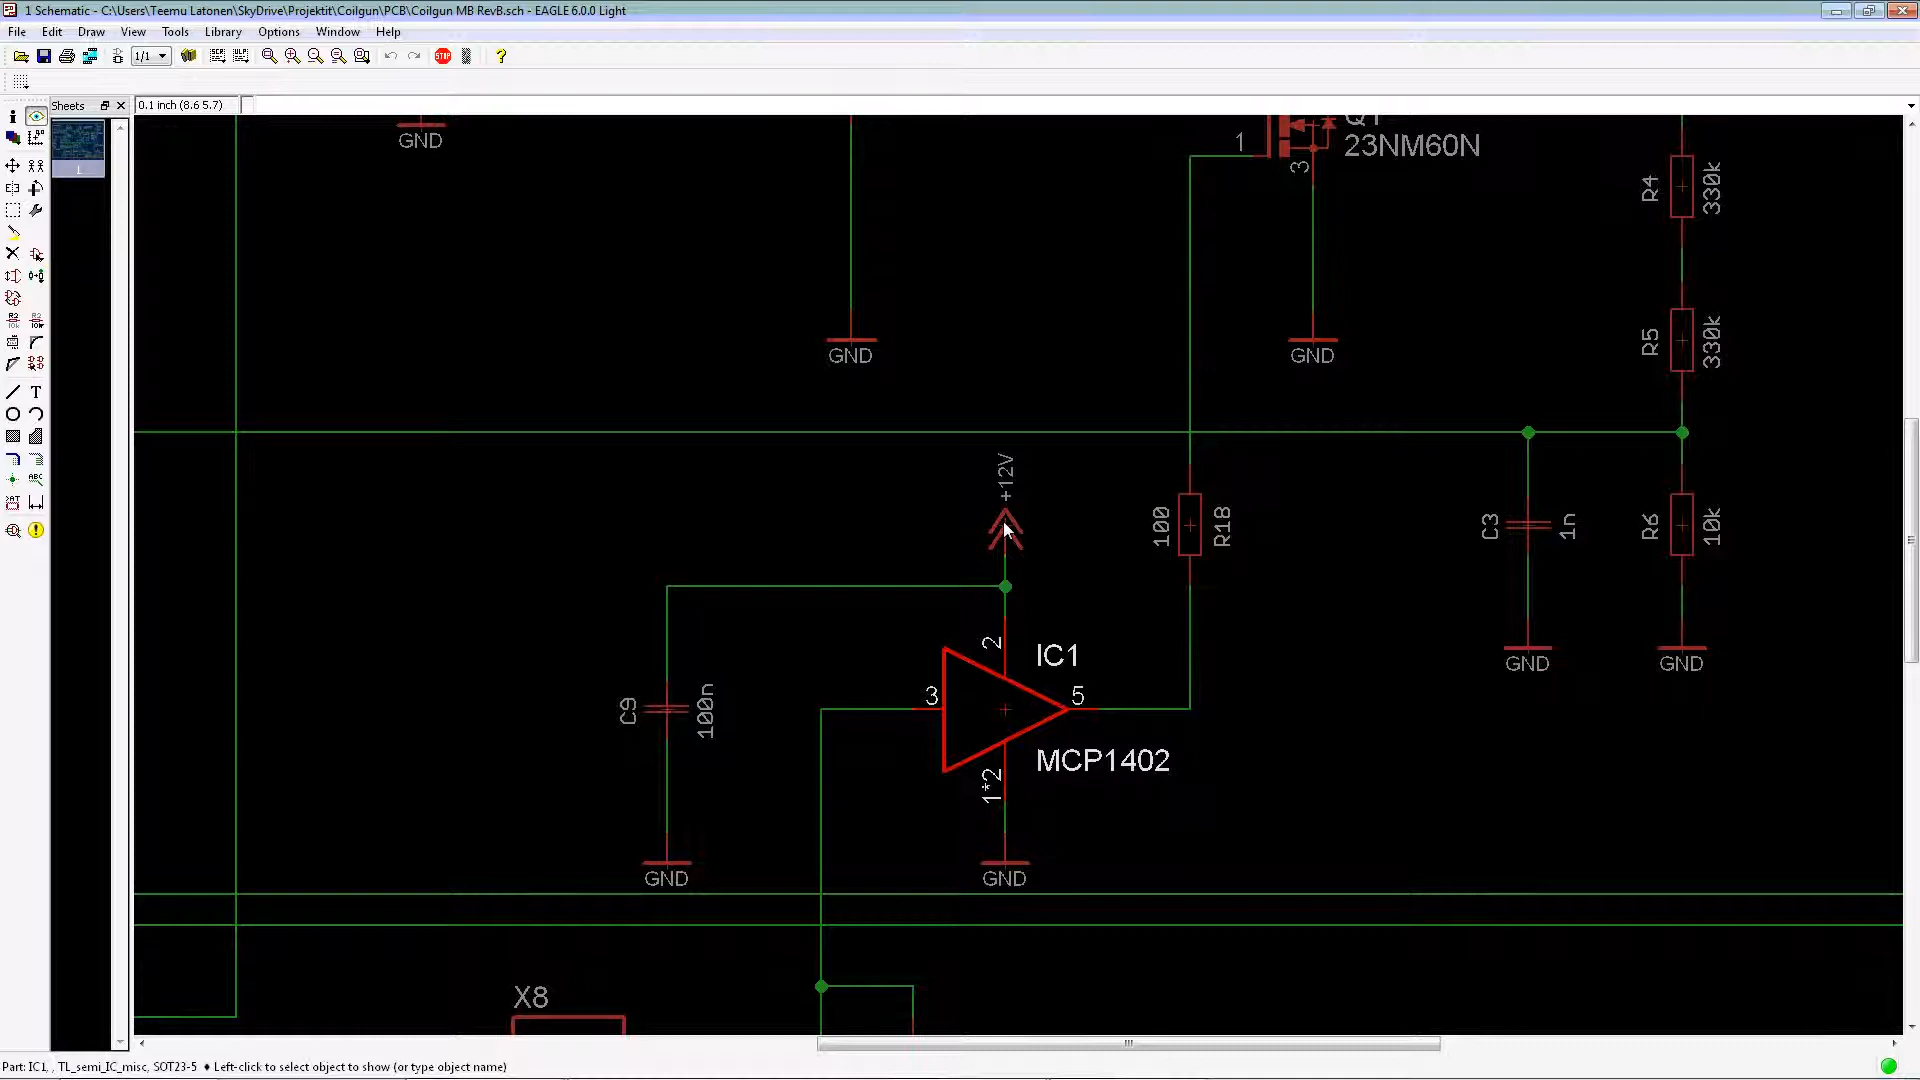 1 Schematic - C:\Users\Teemu Latonen\SkyDrive\Projektit\Coilgun\PCB\Coilgun MB RevB.sch - EAGLE 6.0.0 Light
File Edit Draw View Tools Library Options Window Help
1/1
Sheets
0.1 inch (8.6 5.7)
1
GND
1
3
23NM60N
R4
330k
GND
GND
R5
330k
+12V
100
R18
C3
1n
R6
10k
2
IC1
GND
GND
C9
100n
3
5
1*2
MCP1402
GND
GND
X8
Part: IC1, , TL_semi_IC_misc, SOT23-5 ♦ Left-click to select object to show (or type object name)